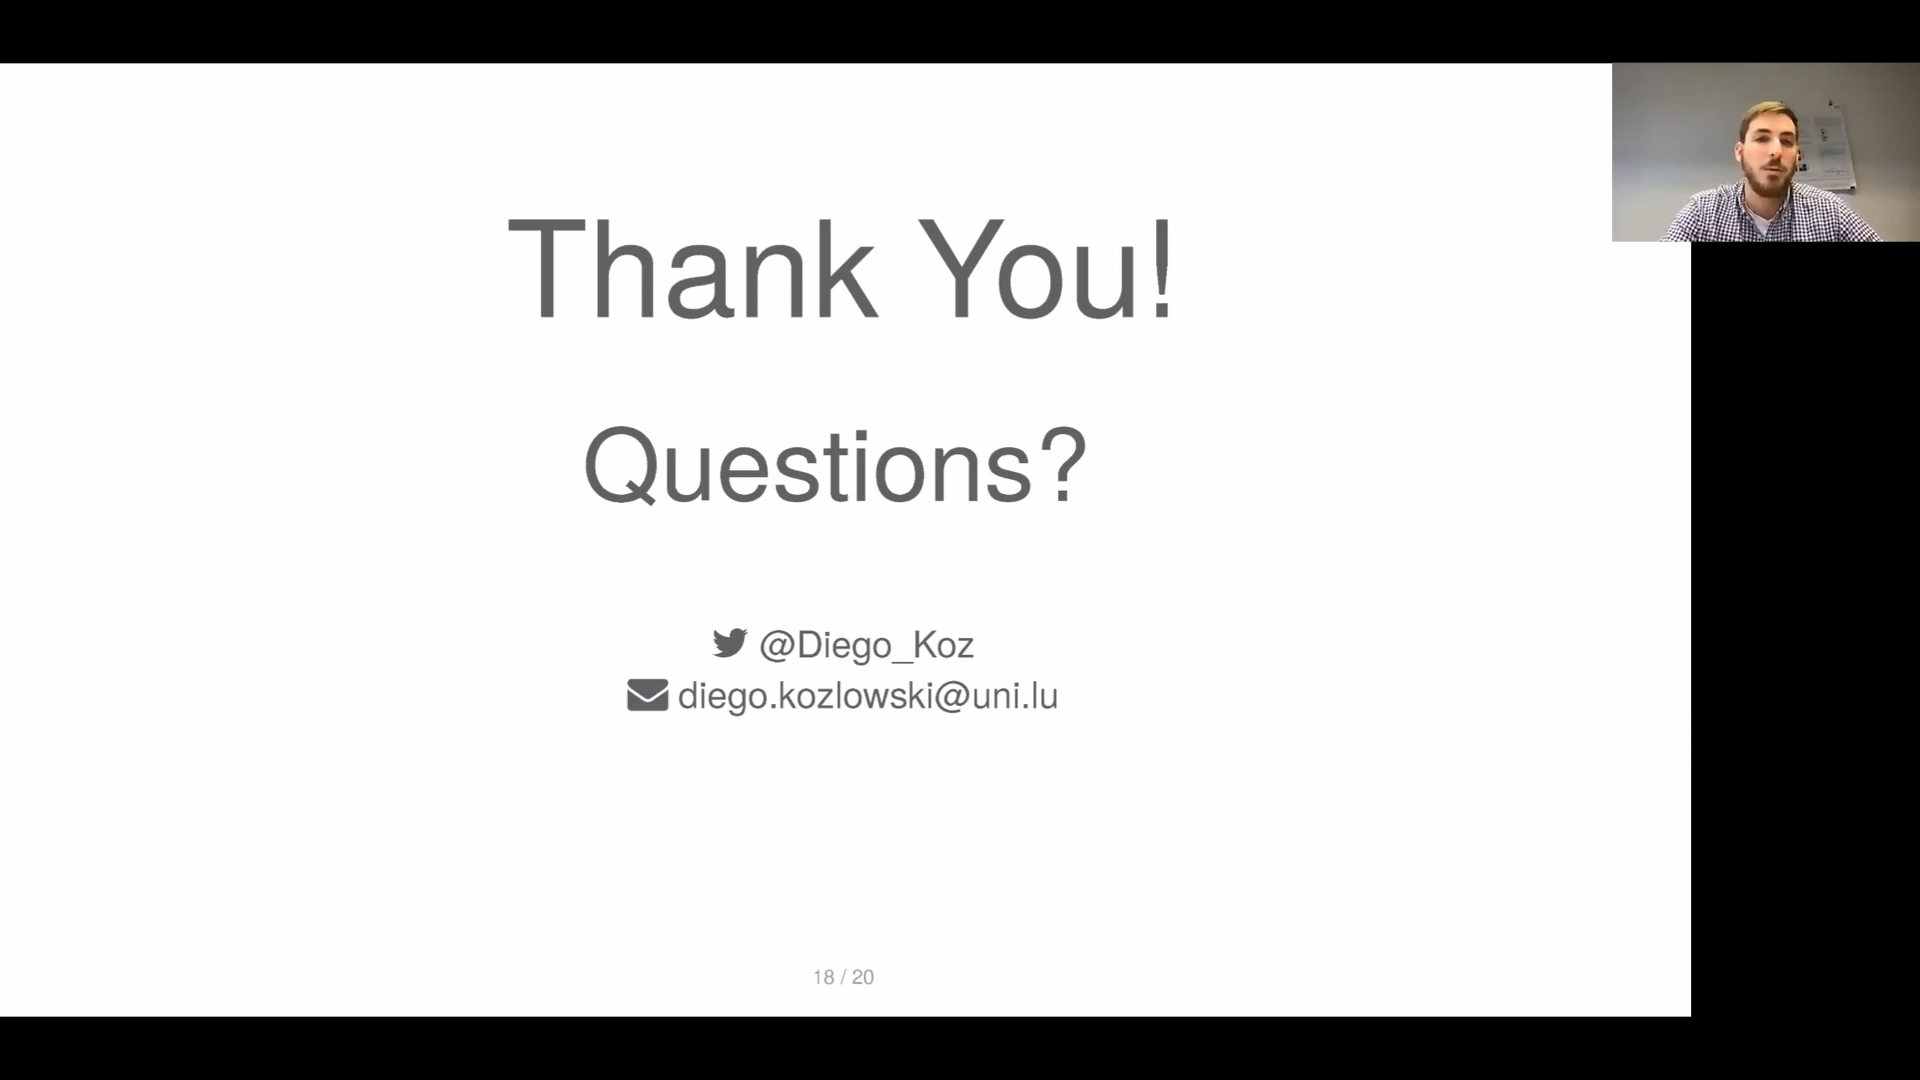 Thank You!
Questions?
@Diego_Koz
diego.kozlowski@uni.lu
18 / 20